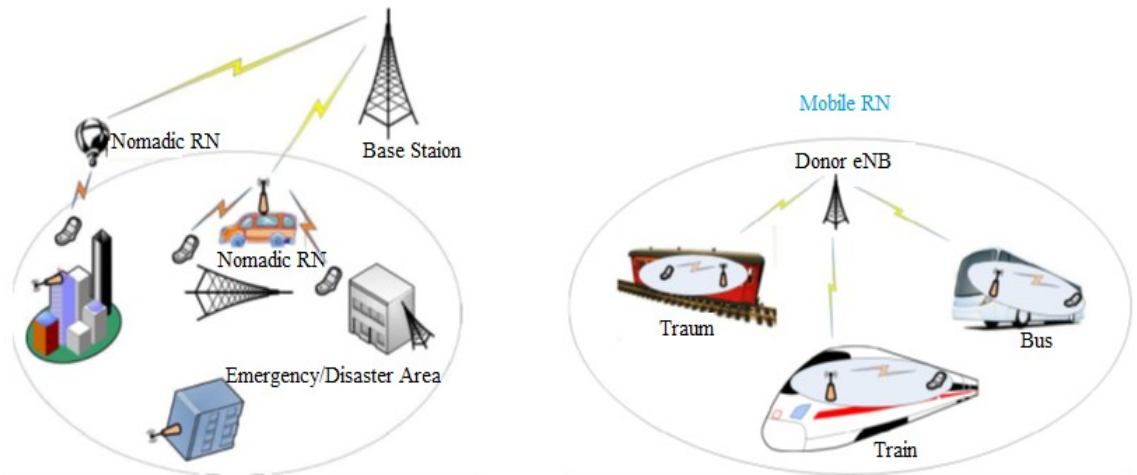 Nomadic RN
Base Staion
Nomadic RN
Emergency/Disaster Area
Mobile RN
Donor eNB
Traum
Bus
Train